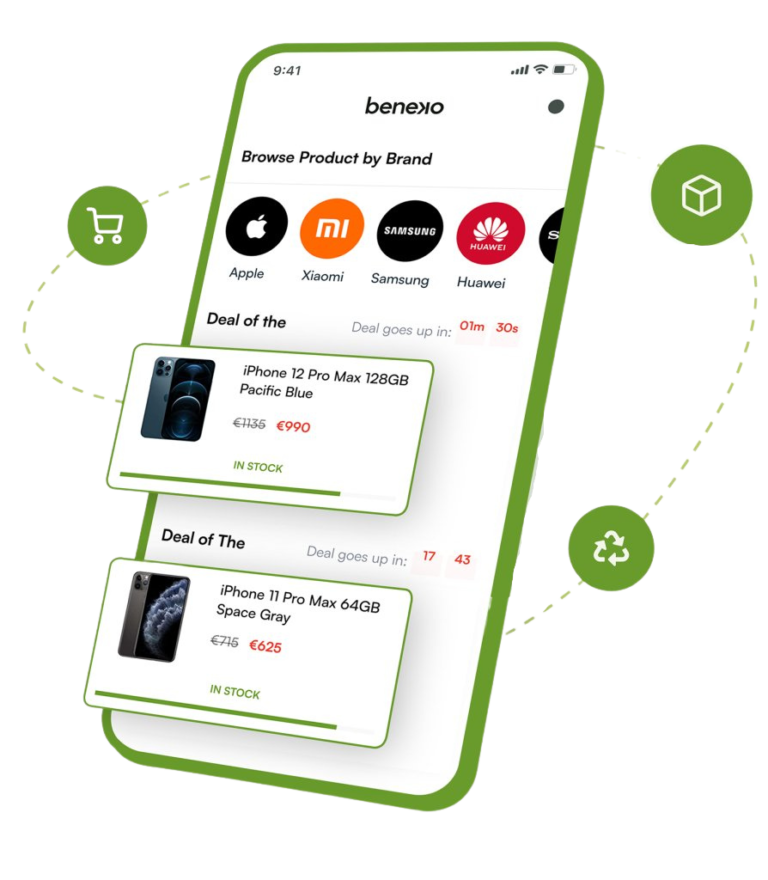 9:41
beneko
Browse Product by Brand
mi
SAMSUNG
HUAWEI
S
Apple
Xiaomi
Samsung
Huawei
Deal of the
Deal goes up in: 01m 30s
iPhone 12 Pro Max 128GB
Pacific Blue
€1135 €990
IN STOCK
Deal of The
Deal goes up in: 17 43
iPhone 11 Pro Max 64GB
Space Gray
€715 €625
IN STOCK